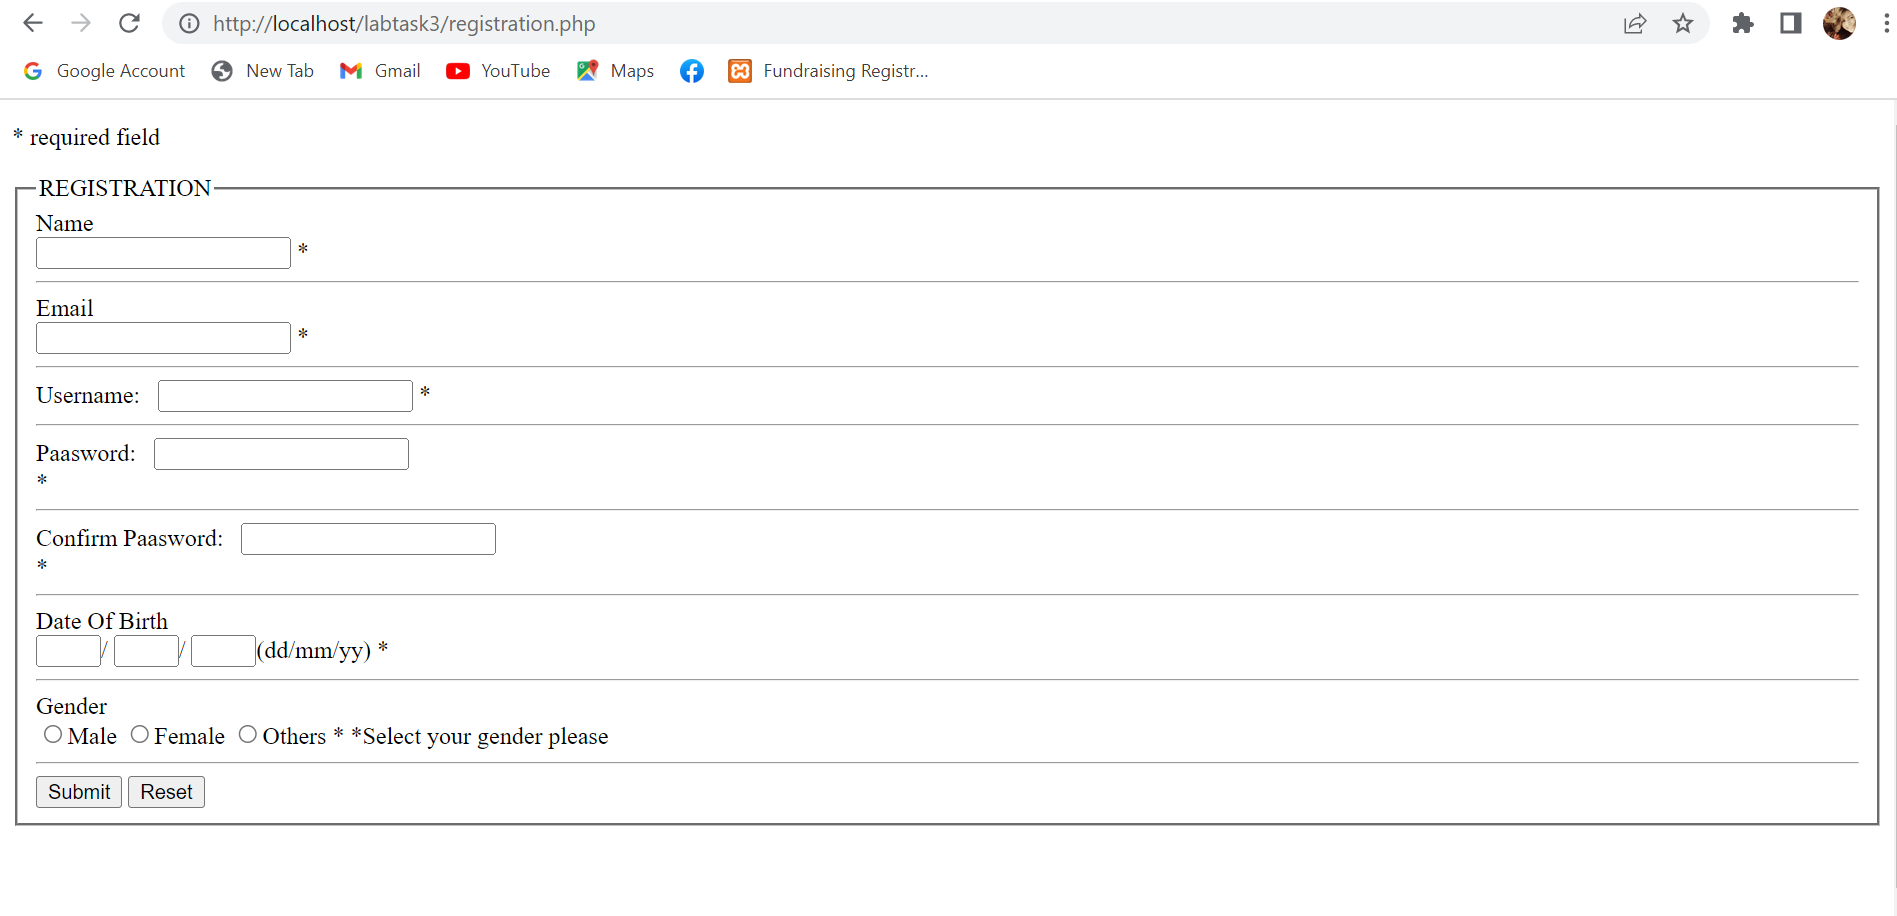 http://localhost/labtask3/registration.php
Google Account New Tab Gmail YouTube Maps Fundraising Registr...
* required field
REGISTRATION
Name
*
Email
*
Username: *
Paasword:
*
Confirm Paasword:
*
Date Of Birth
/ / (dd/mm/yy) *
Gender
Male Female Others * *Select your gender please
Submit Reset